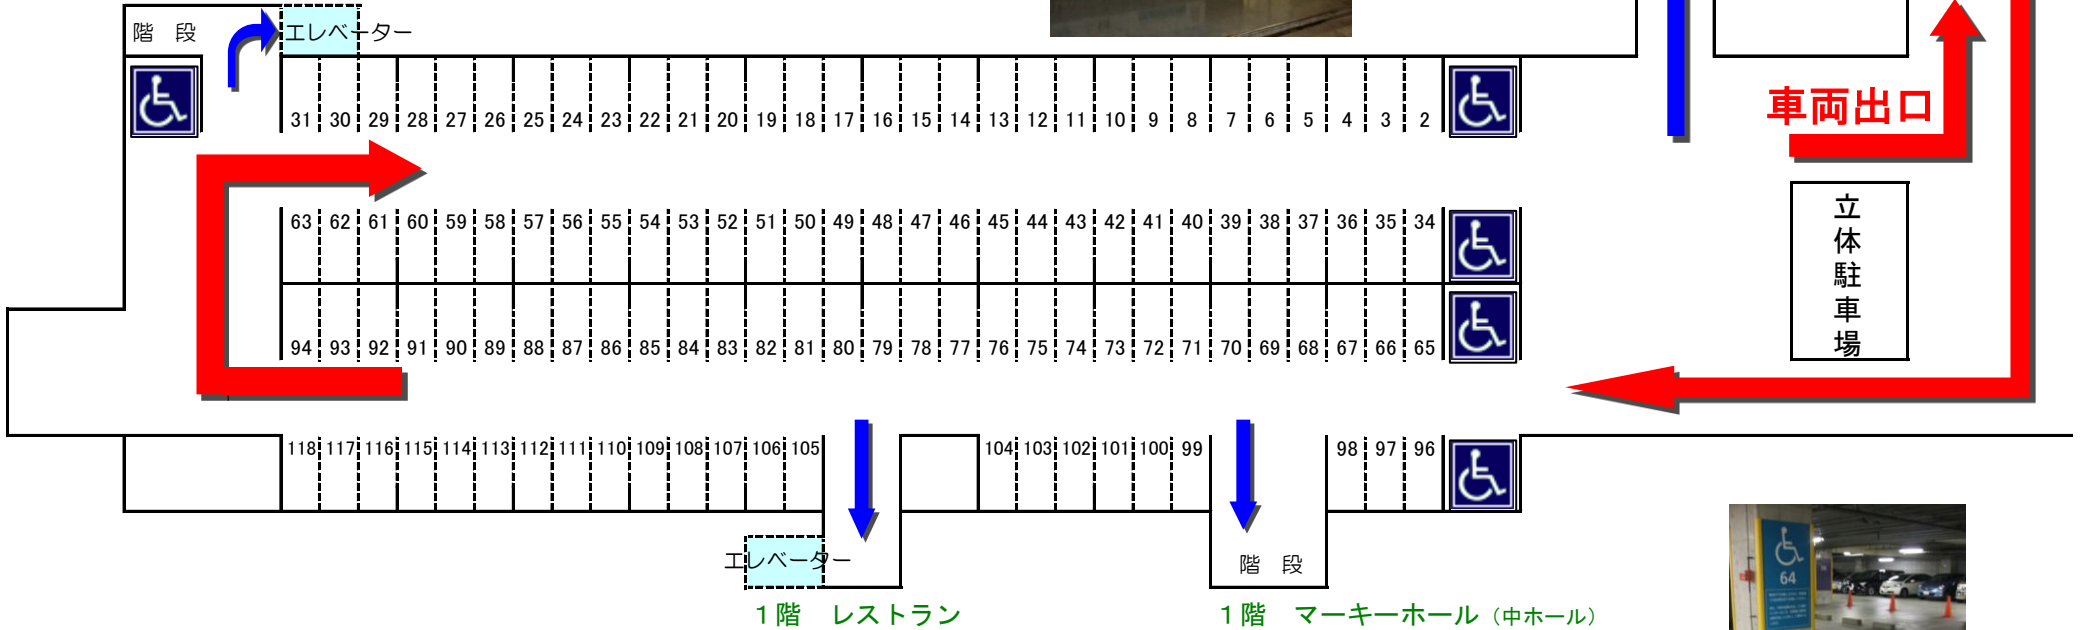 階 段
エレベーター
31 30 29 28 27 26 25 24 23 22 21 20 19 18 17 16 15 14 13 12 11 10 9 8 7 6 5 4 3 2
車両出口
63 62 61 60 59 58 57 56 55 54 53 52 51 50 49 48 47 46 45 44 43 42 41 40 39 38 37 36 35 34
立体駐車場
94 93 92 91 90 89 88 87 86 85 84 83 82 81 80 79 78 77 76 75 74 73 72 71 70 69 68 67 66 65
118 117 116 115 114 113 112 111 110 109 108 107 106 105 104 103 102 101 100 99 98 97 96
エレベーター
階 段
64
1階 レストラン
1階 マーキーホール（中ホール）